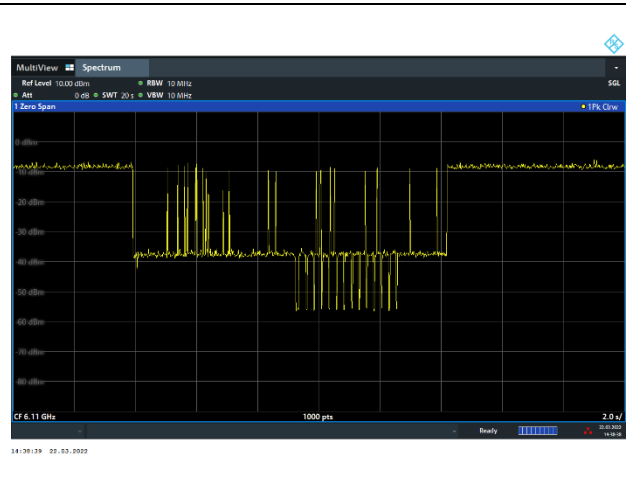 MultiView Spectrum
Ref Level 10.00 dBm RBW 10 MHz SGL
Att 0 dB SWT 20 s VBW 10 MHz
1 Zero Span 1Pk Clrw
0 dBm
-10 dBm
-20 dBm
-30 dBm
-40 dBm
-50 dBm
-60 dBm
-70 dBm
-80 dBm
CF 6.11 GHz 1000 pts 2.0 s/
Ready 22.03.2022
14:38:38
14:38:39 22.03.2022